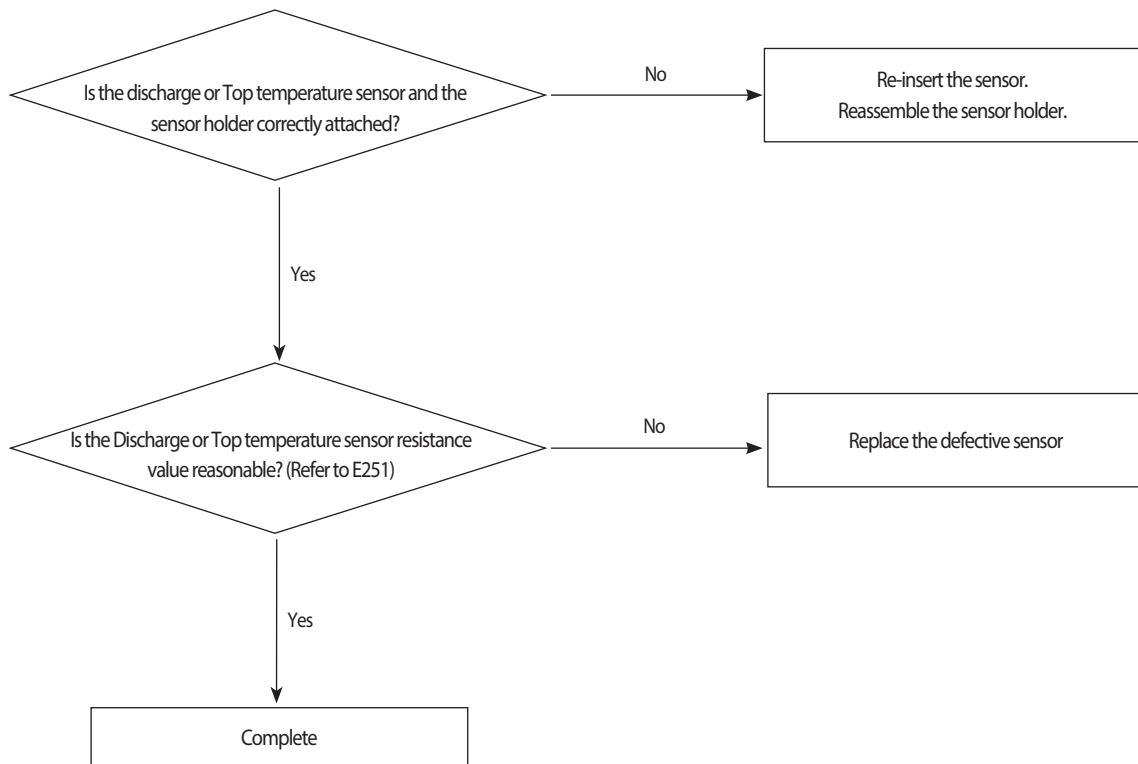 Is the discharge or Top temperature sensor and the
sensor holder correctly attached?
No
Re-insert the sensor.
Reassemble the sensor holder.
Yes
Is the Discharge or Top temperature sensor resistance
value reasonable? (Refer to E251)
No
Replace the defective sensor
Yes
Complete